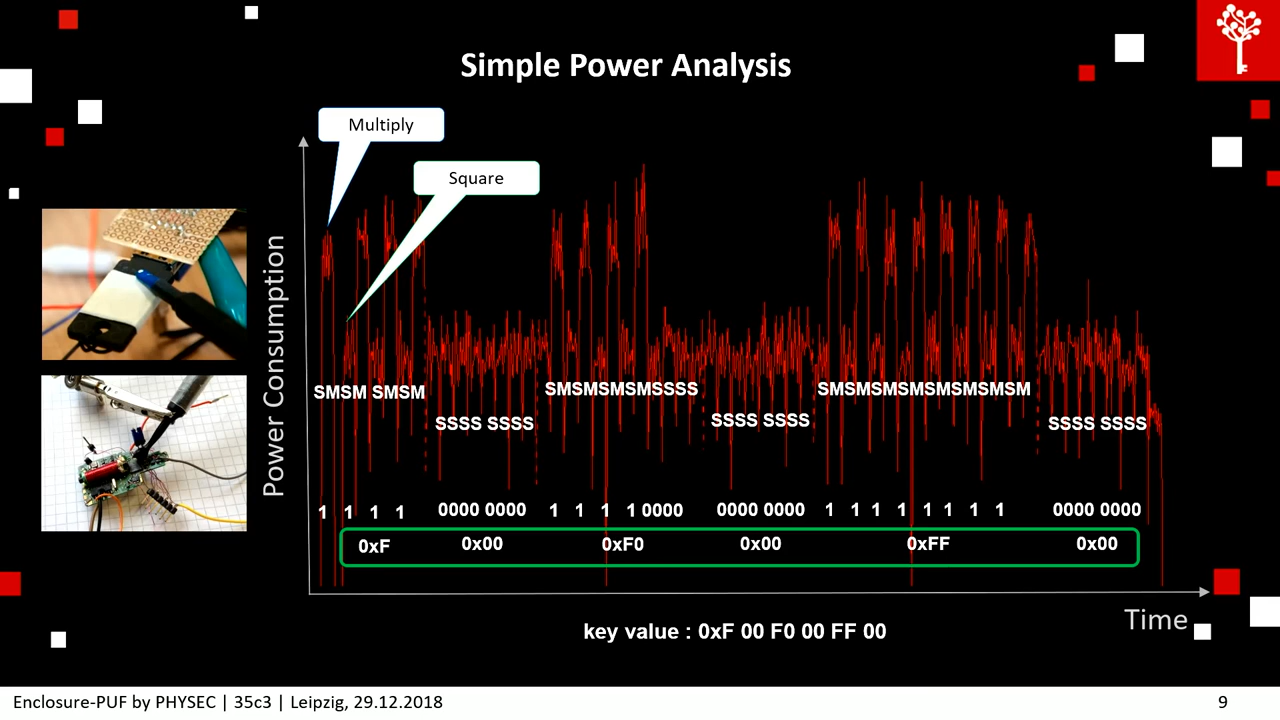 Simple Power Analysis
Multiply
Square
Power Consumption
SMSM SMSM
SSSS SSSS
SMSMSMSMSSSS
SSSS SSSS
SMSMSMSMSMSMSMSM
SSSS SSSS
1 1 1 1 0000 0000 1 1 1 1 0000 0000 0000 1 1 1 1 1 1 1 1 0000 0000
0xF 0x00 0xF0 0x00 0xFF 0x00
Time
key value : 0xF 00 F0 00 FF 00
Enclosure-PUF by PHYSEC | 35c3 | Leipzig, 29.12.2018 9